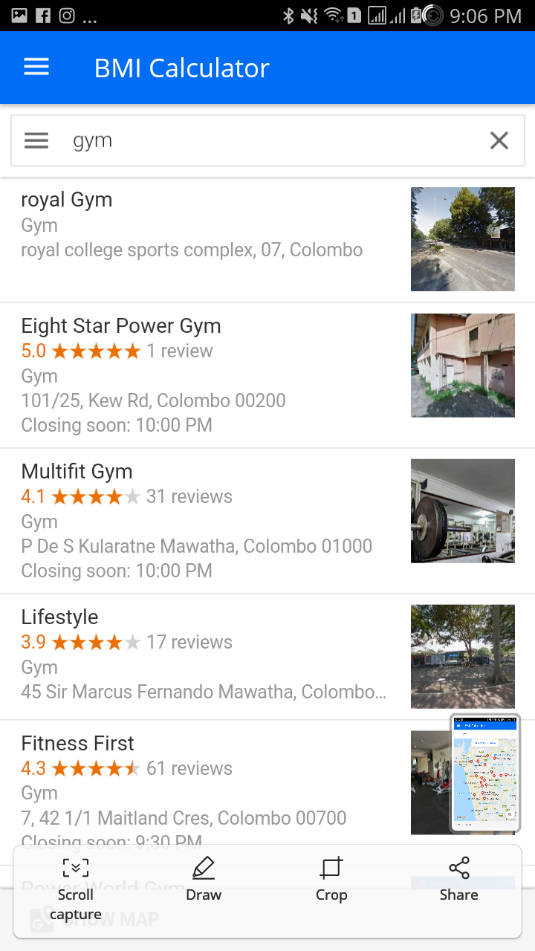 ... 1 9:06 PM
BMI Calculator
gym
royal Gym
Gym
royal college sports complex, 07, Colombo
Eight Star Power Gym
5.0 1 review
Gym
101/25, Kew Rd, Colombo 00200
Closing soon: 10:00 PM
Multifit Gym
4.1 31 reviews
Gym
P De S Kularatne Mawatha, Colombo 01000
Closing soon: 10:00 PM
Lifestyle
3.9 17 reviews
Gym
45 Sir Marcus Fernando Mawatha, Colombo...
Fitness First
4.3 61 reviews
Gym
7, 42 1/1 Maitland Cres, Colombo 00700
Closing soon: 9:30 PM
Power World Gym
SHOW MAP
Scroll capture
Draw
Crop
Share